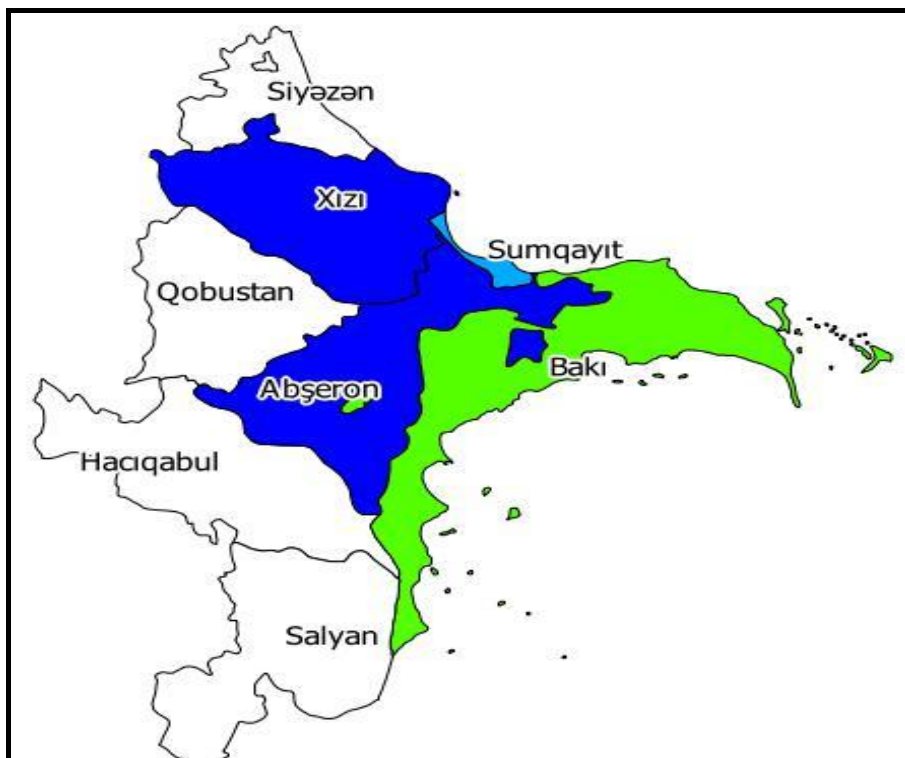 Siyəzən
Xızı
Sumqayıt
Qobustan
Bakı
Abşeron
Hacıqabul
Salyan